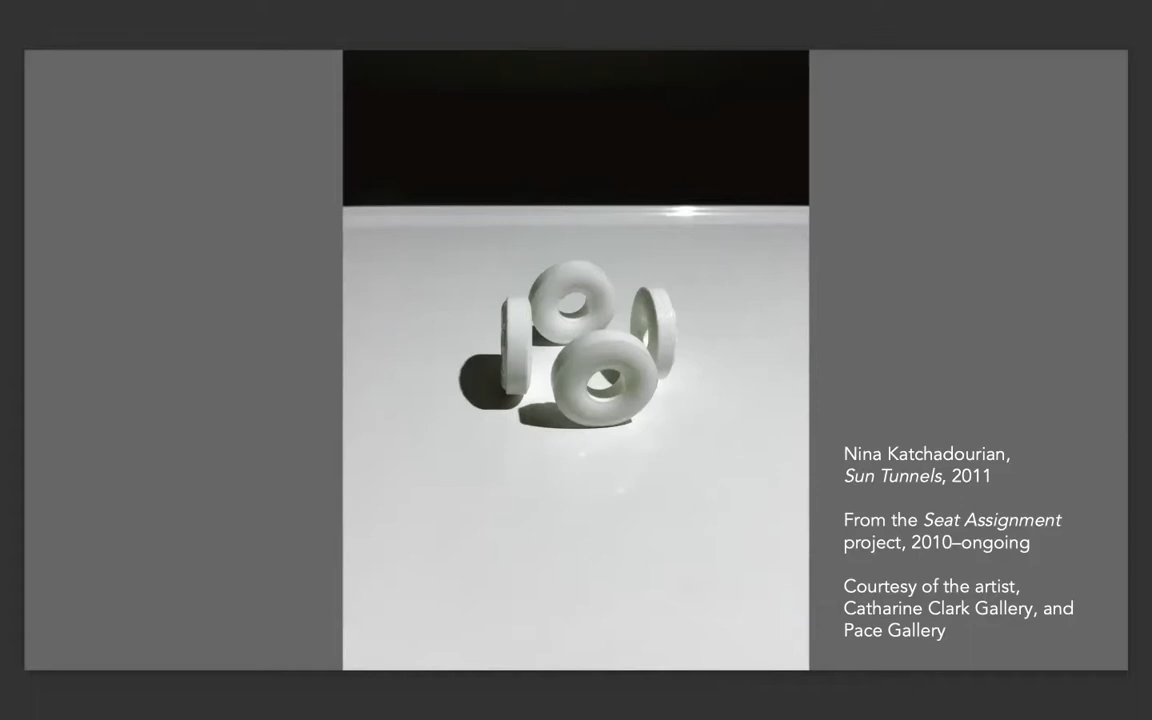 Nina Katchadourian,
Sun Tunnels, 2011
From the Seat Assignment
project, 2010–ongoing
Courtesy of the artist,
Catharine Clark Gallery, and
Pace Gallery